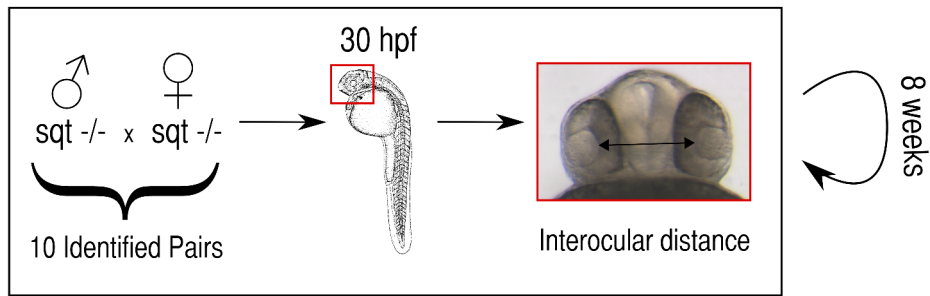 30 hpf
♂ ♀
sqt -/- x sqt -/-
10 Identified Pairs
Interocular distance
8 weeks